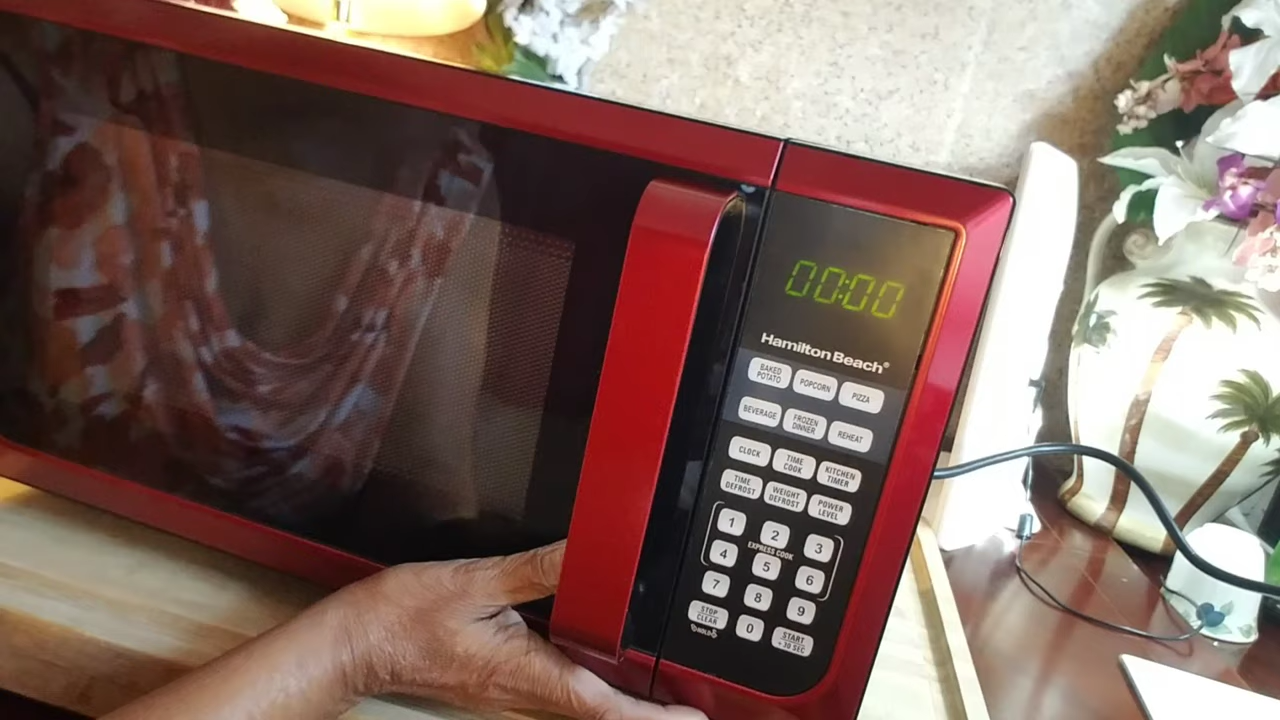 00:00
Hamilton Beach®
BAKED POTATO
POPCORN
PIZZA
BEVERAGE
FROZEN DINNER
REHEAT
CLOCK
TIME COOK
KITCHEN TIMER
TIME DEFROST
WEIGHT DEFROST
POWER LEVEL
1 2 3
EXPRESS COOK
4 5 6
7 8 9
STOP CLEAR
0
START +30 SEC
HOLD